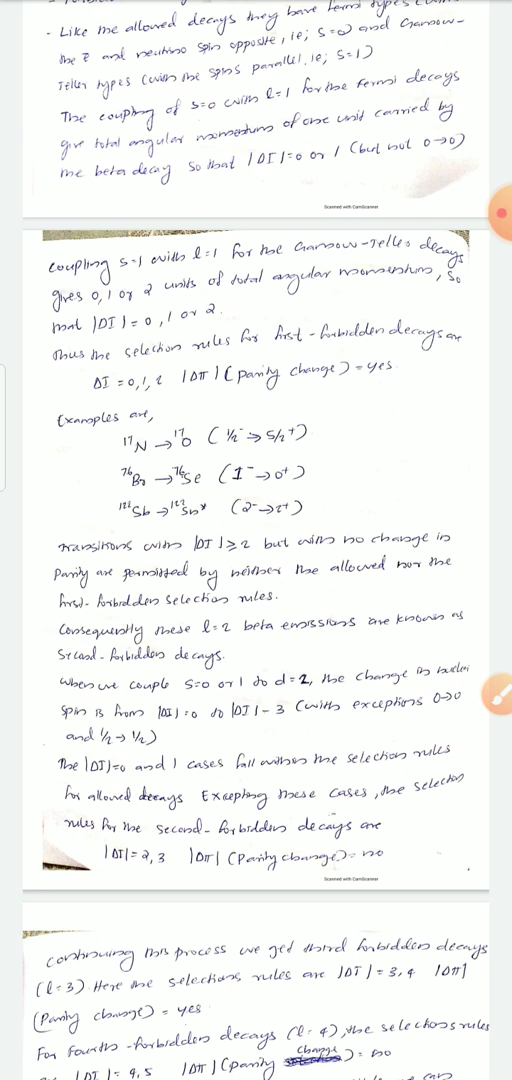 - Like the allowed decays they have Fermi types
the e and neutrino spin opposite, ie; s=0) and Gamow-
Teller types (with the spins parallel, ie; s=1)
The coupling of s=0 with l=1 for the Fermi decays
give total angular momentum of one unit carried by
the beta decay so that |ΔI|=0 or 1 (but not 0→0)
Scanned with CamScanner
coupling s=1 with l=1 for the Gamow-Teller decays
gives 0, 1 or 2 units of total angular momentum, so
that |ΔI| = 0, 1 or 2.
Thus the selection rules for first-forbidden decays are
ΔI = 0, 1, 2 |Δπ| (parity change) = yes.
Examples are,
¹⁷N → ¹⁷O (½⁻ → 5/2⁺)
⁷⁶Br → ⁷⁶Se (1⁻ → 0⁺)
¹²²Sb → ¹²²Sn* (2⁻ → 2⁺)
Transitions with |ΔI| ≥ 2 but with no change in
parity are permitted by neither the allowed nor the
first-forbidden selection rules.
Consequently these l=2 beta emissions are known as
second-forbidden decays.
When we couple s=0 or 1 to d=2, the change in nuclei
spin is from |ΔI|=0 to |ΔI|-3 (with exceptions 0→0
and ½→½)
The |ΔI|=0 and 1 cases fall within the selection rules
for allowed decays Excepting these cases, the selection
rules for the second-forbidden decays are
|ΔI| = 2, 3 |Δπ| (Parity change) = no
Scanned with CamScanner
continuing this process we get third forbidden decays
(l=3). Here the selections rules are |ΔI| = 3, 4 |Δπ|
(Parity change) = yes
For fourth-forbidden decays (l=4), the selections rules
|ΔI| = 4, 5 |Δπ| (parity change) = no